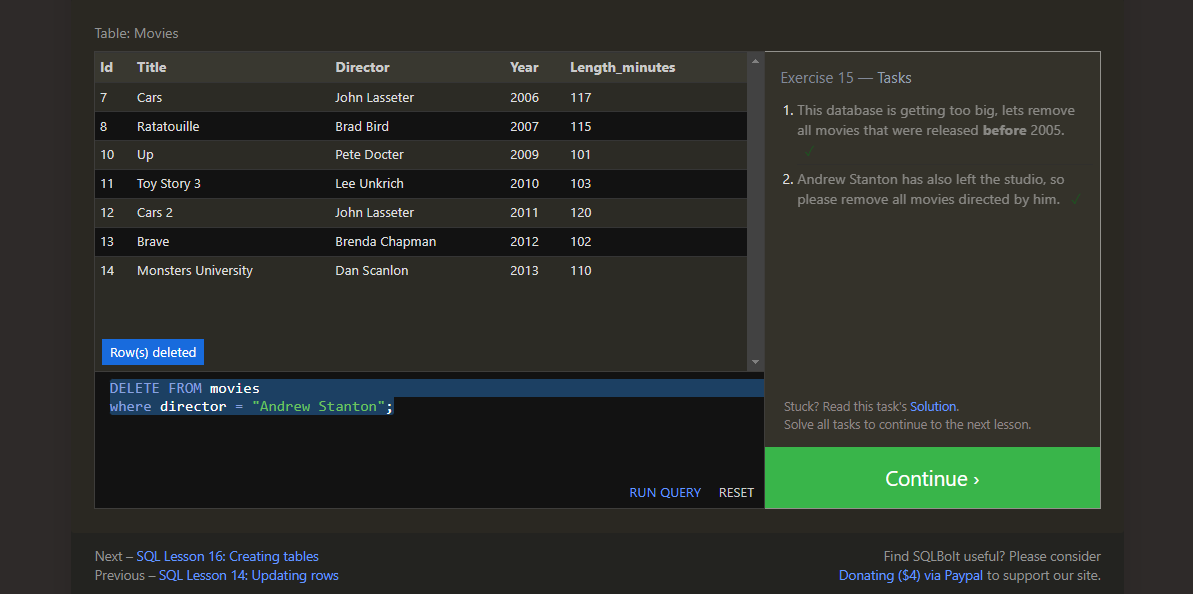 Table: Movies
Id Title Director Year Length_minutes
7 Cars John Lasseter 2006 117
8 Ratatouille Brad Bird 2007 115
10 Up Pete Docter 2009 101
11 Toy Story 3 Lee Unkrich 2010 103
12 Cars 2 John Lasseter 2011 120
13 Brave Brenda Chapman 2012 102
14 Monsters University Dan Scanlon 2013 110
Row(s) deleted
DELETE FROM movies
where director = "Andrew Stanton";
RUN QUERY RESET
Exercise 15 — Tasks
1. This database is getting too big, lets remove
all movies that were released before 2005.
✓
2. Andrew Stanton has also left the studio, so
please remove all movies directed by him. ✓
Stuck? Read this task's Solution.
Solve all tasks to continue to the next lesson.
Continue ›
Next – SQL Lesson 16: Creating tables
Previous – SQL Lesson 14: Updating rows
Find SQLBolt useful? Please consider
Donating ($4) via Paypal to support our site.